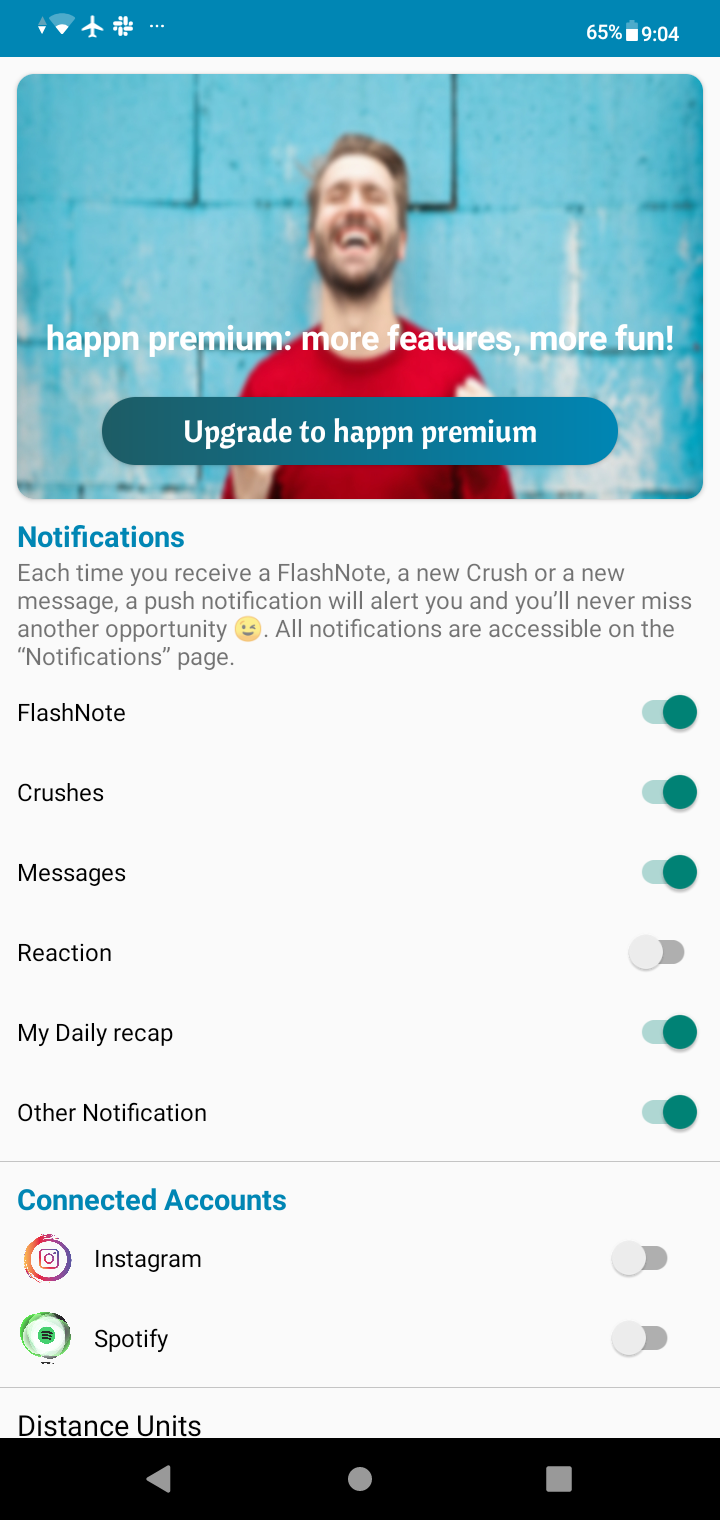 65% 9:04
happn premium: more features, more fun!
Upgrade to happn premium
Notifications
Each time you receive a FlashNote, a new Crush or a new
message, a push notification will alert you and you’ll never miss
another opportunity 😉. All notifications are accessible on the
“Notifications” page.
FlashNote
Crushes
Messages
Reaction
My Daily recap
Other Notification
Connected Accounts
Instagram
Spotify
Distance Units